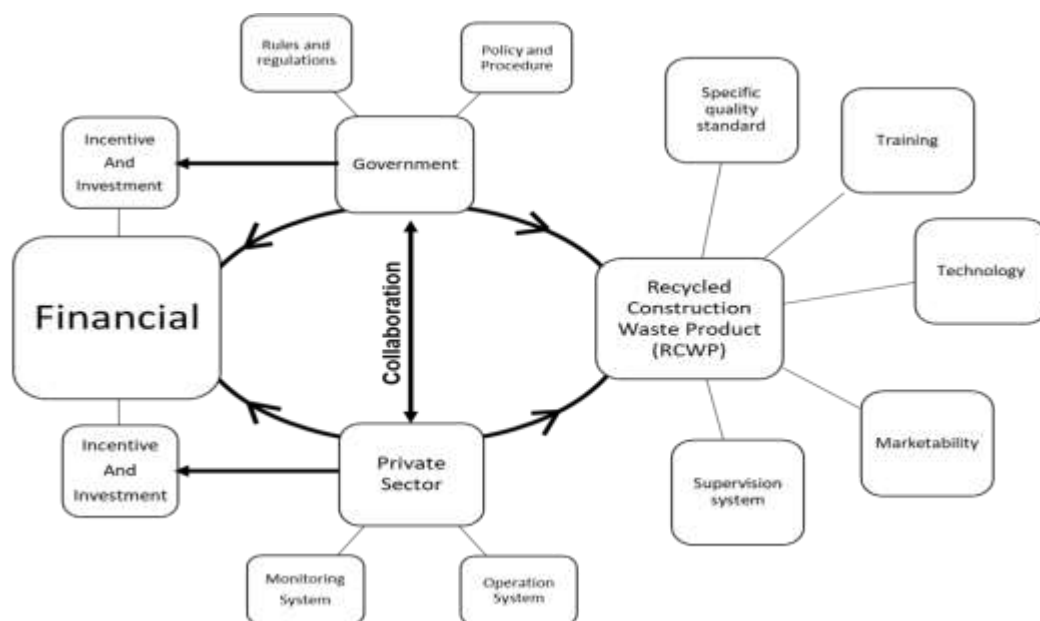 Rules and
regulations
Policy and
Procedure
Specific
quality
standard
Training
Incentive
And
Investment
Government
Technology
Financial
Collaboration
Recycled
Construction
Waste Product
(RCWP)
Incentive
And
Investment
Private
Sector
Marketability
Supervision
system
Monitoring
System
Operation
System